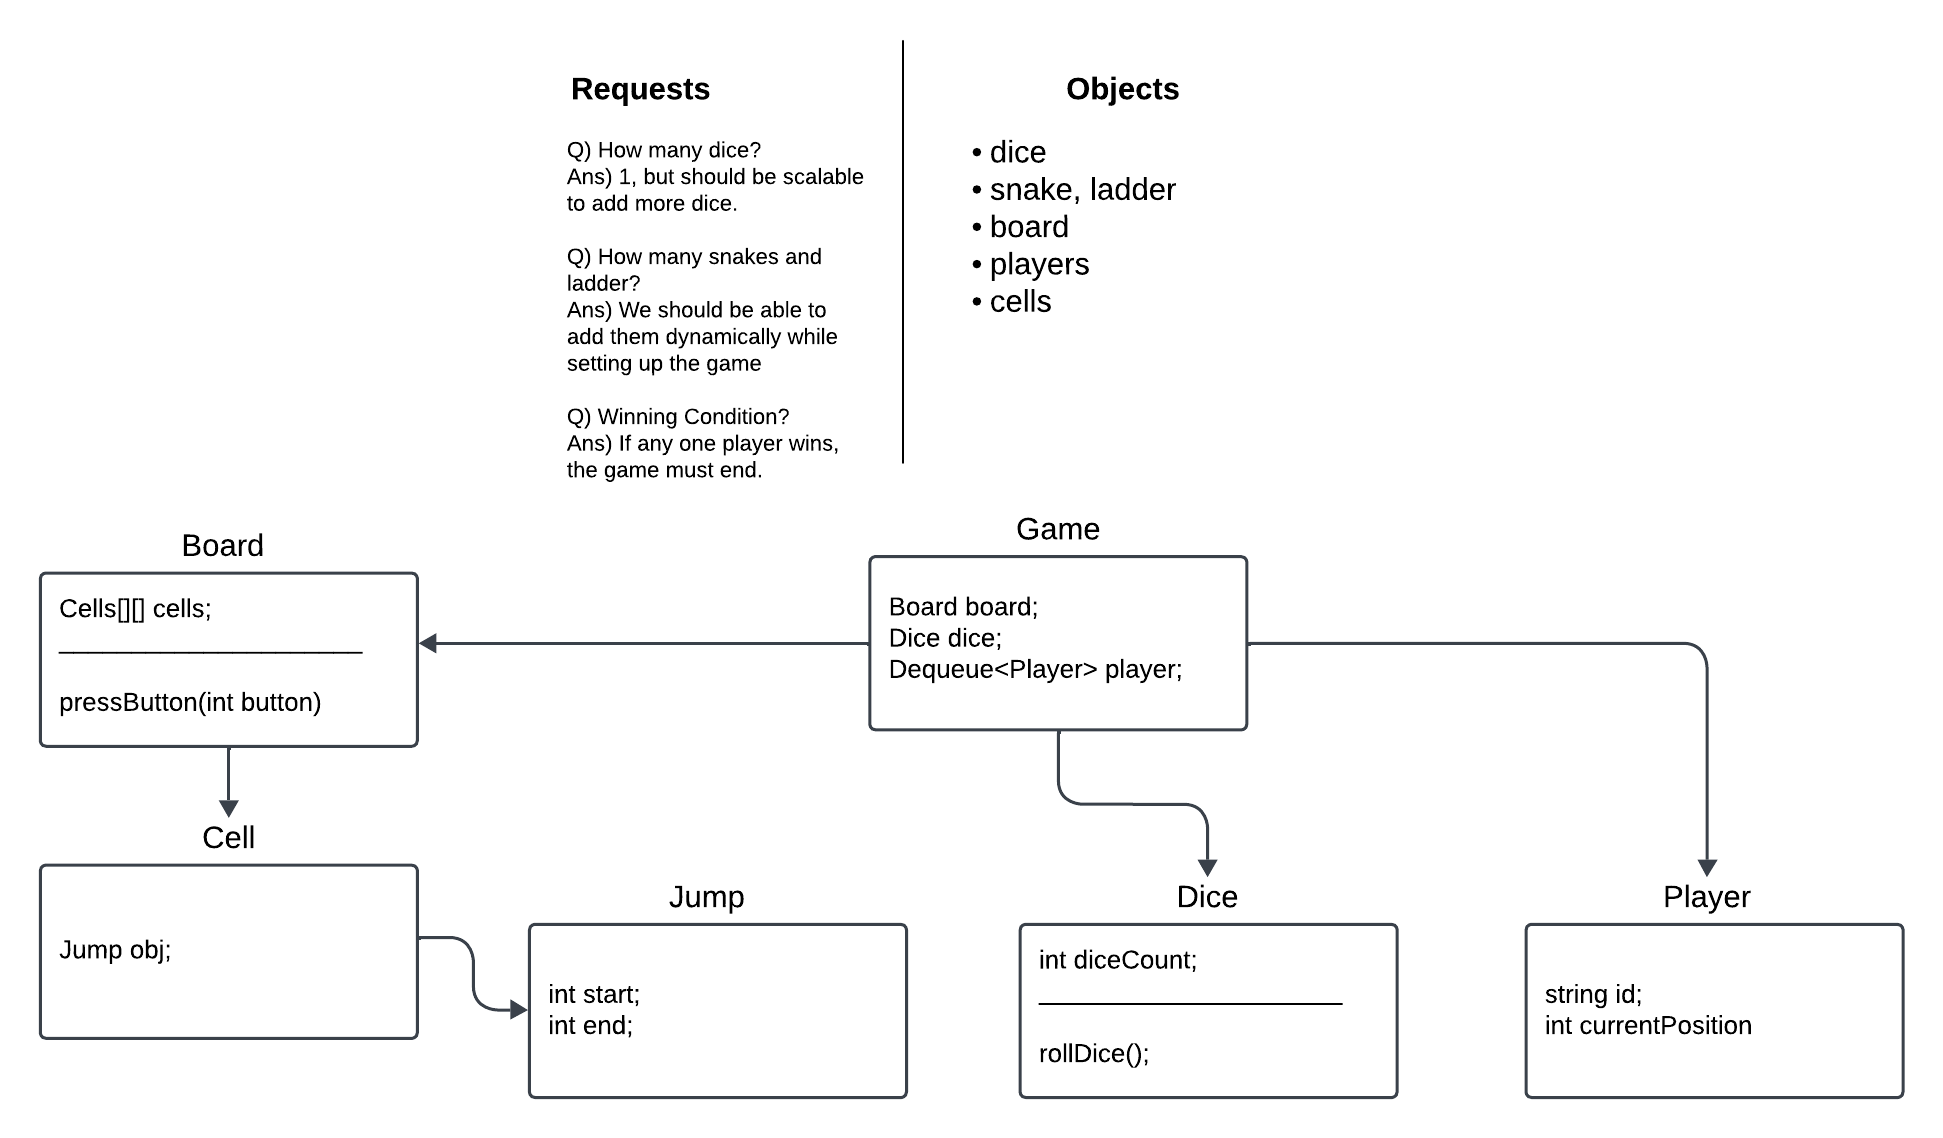 Requests
Q) How many dice?
Ans) 1, but should be scalable
to add more dice.
Q) How many snakes and
ladder?
Ans) We should be able to
add them dynamically while
setting up the game
Q) Winning Condition?
Ans) If any one player wins,
the game must end.
Objects
• dice
• snake, ladder
• board
• players
• cells
Game
Board board;
Dice dice;
Dequeue<Player> player;
Board
Cells[][] cells;
pressButton(int button)
Cell
Jump obj;
Jump
int start;
int end;
Dice
int diceCount;
rollDice();
Player
string id;
int currentPosition